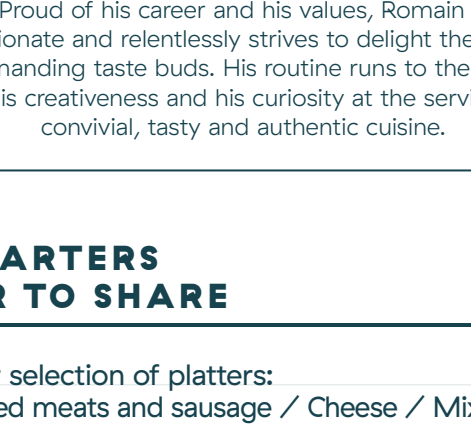 Proud of his career and his values, Romain
ionate and relentlessly strives to delight the
manding taste buds. His routine runs to the
is creativeness and his curiosity at the servi
convivial, tasty and authentic cuisine.
ARTERS
R TO SHARE
selection of platters:
ed meats and sausage / Cheese / Mix